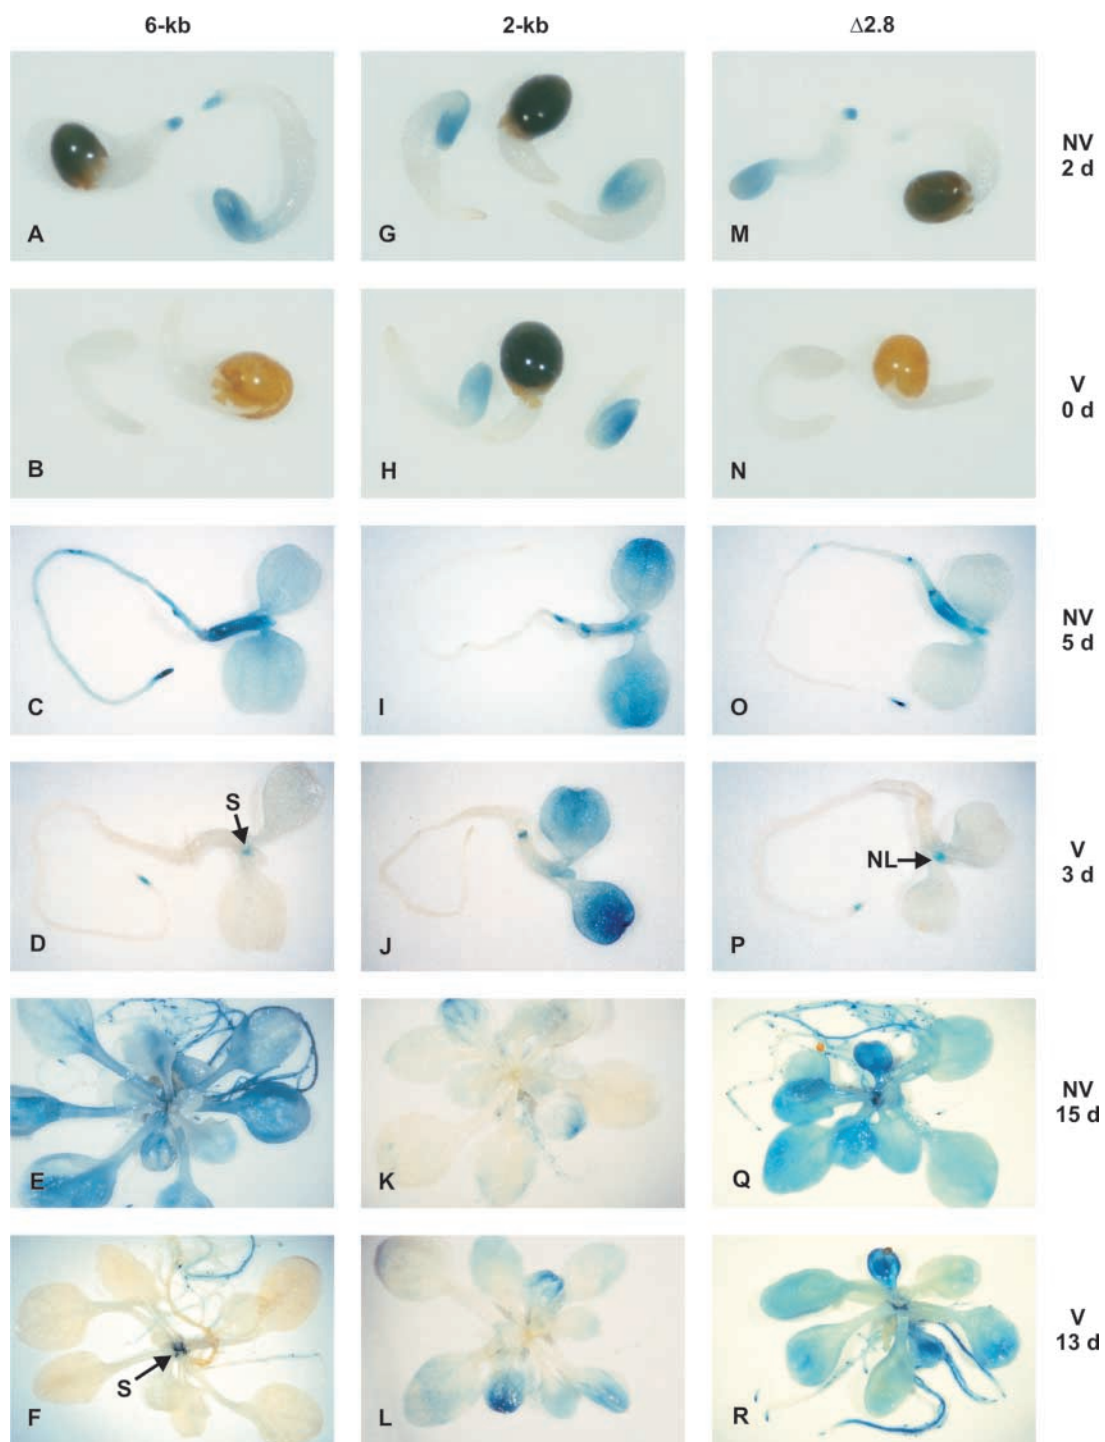 6-kb 2-kb Δ2.8
A G M NV
2 d
B H N V
0 d
C I O NV
5 d
S
NL
D J P V
3 d
E K Q NV
15 d
S
F L R V
13 d